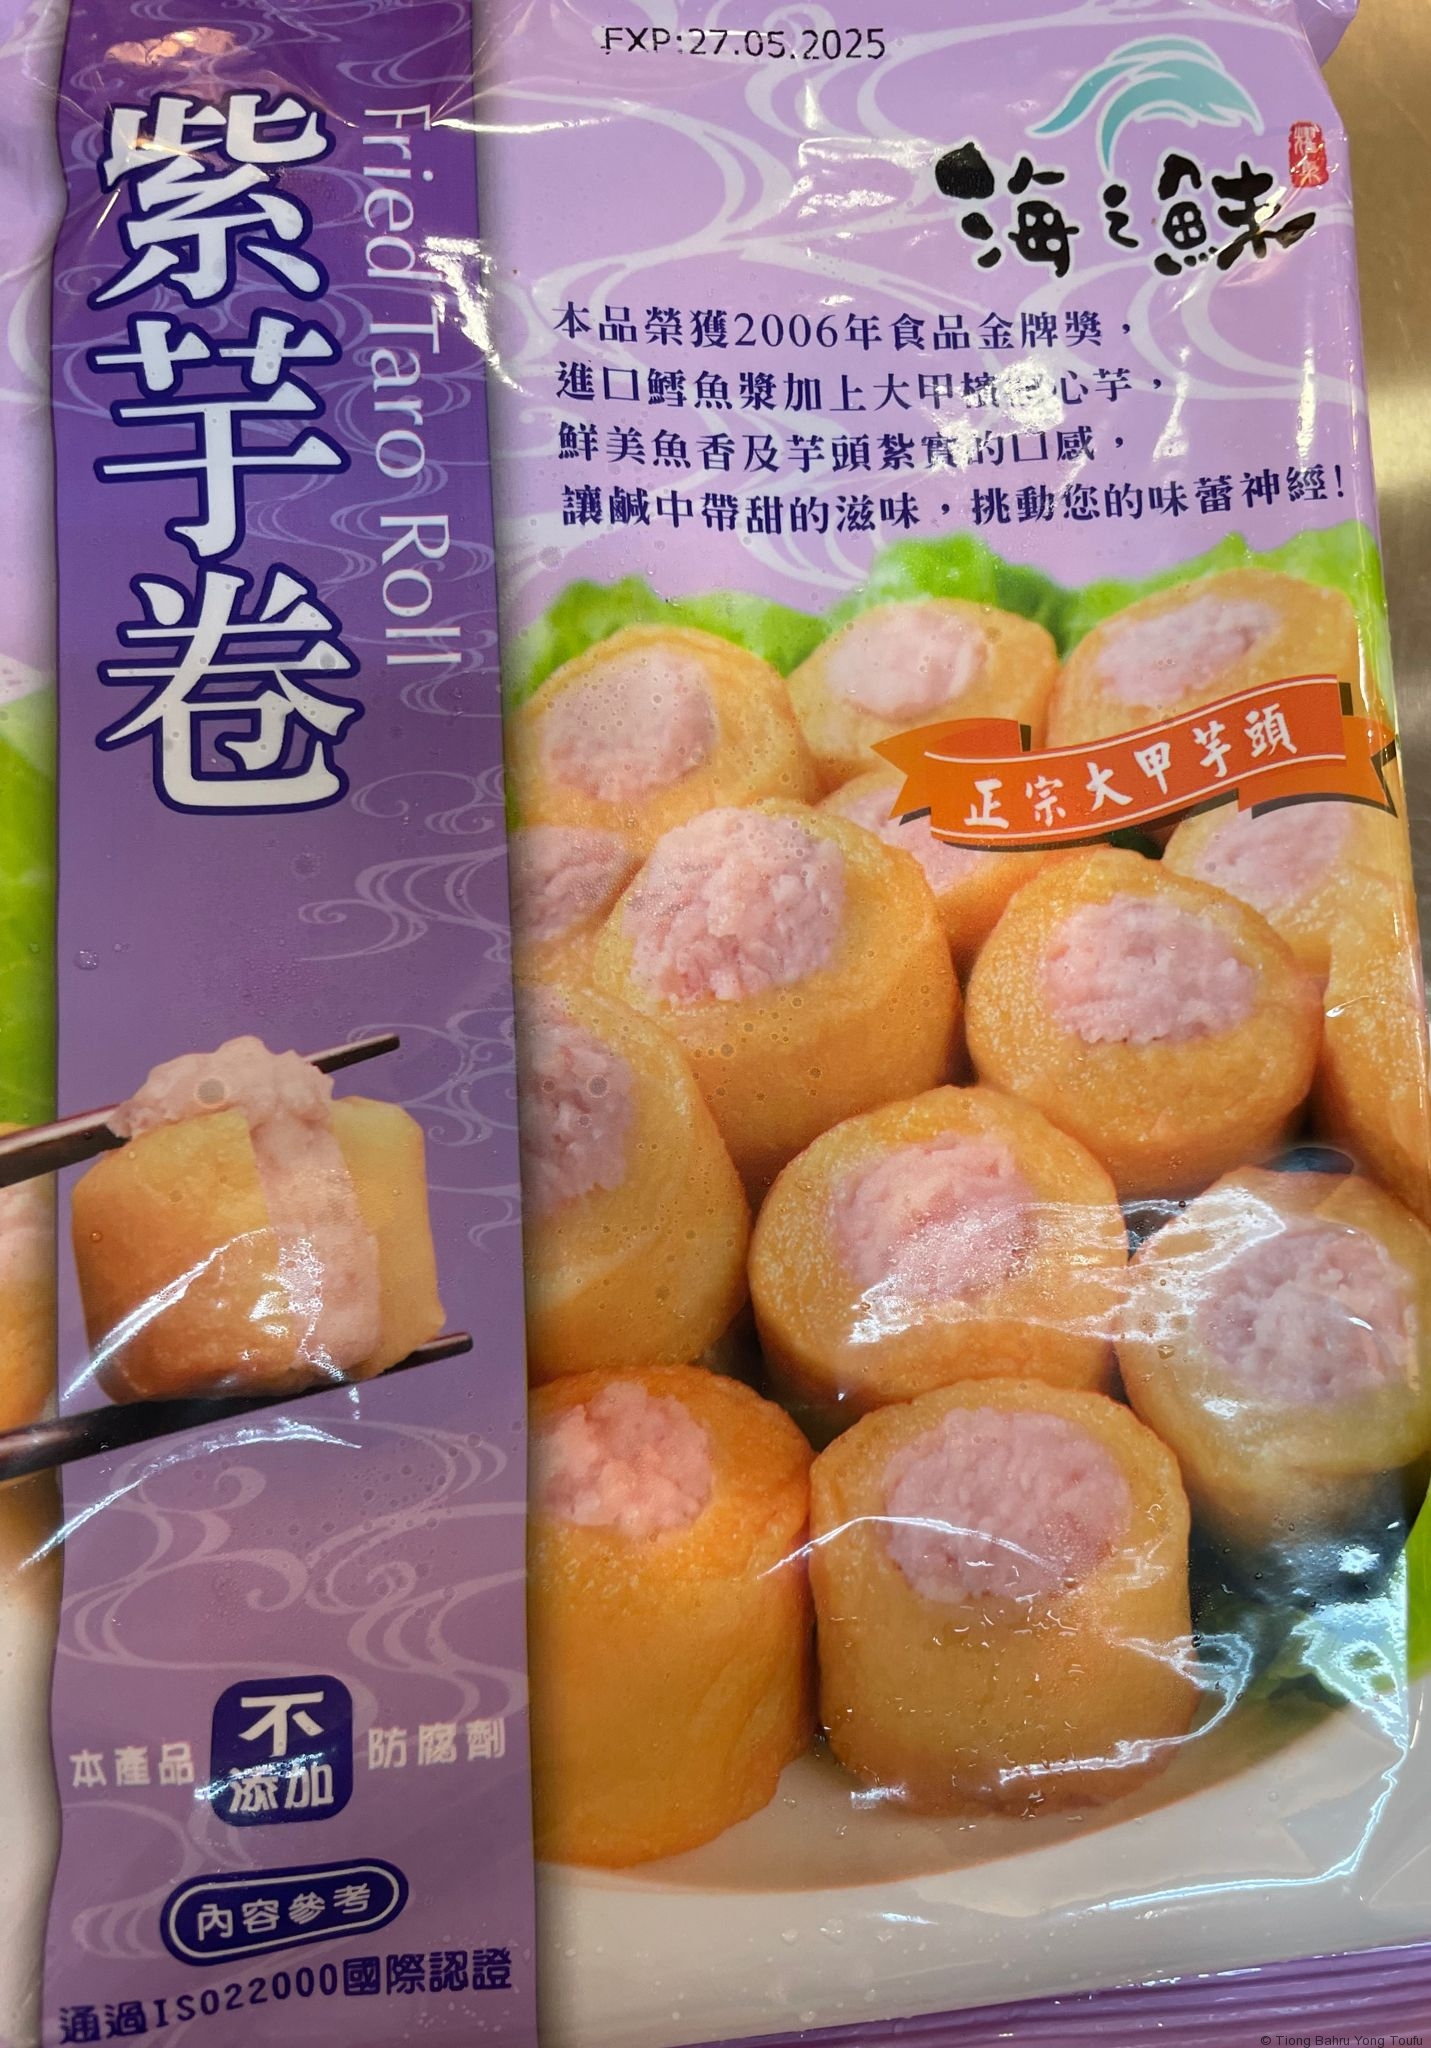 EXP:27.05.2025
海之鮇
耀集
紫芋卷
Fried Taro Roll
本品榮獲2006年食品金牌獎，
進口鱈魚漿加上大甲檳心芋，
鮮美魚香及芋頭紮實的口感，
讓鹹中帶甜的滋味，挑動您的味蕾神經!
正宗大甲芋頭
本產品不添加防腐劑
內容參考
通過ISO22000國際認證
© Tiong Bahru Yong Toufu